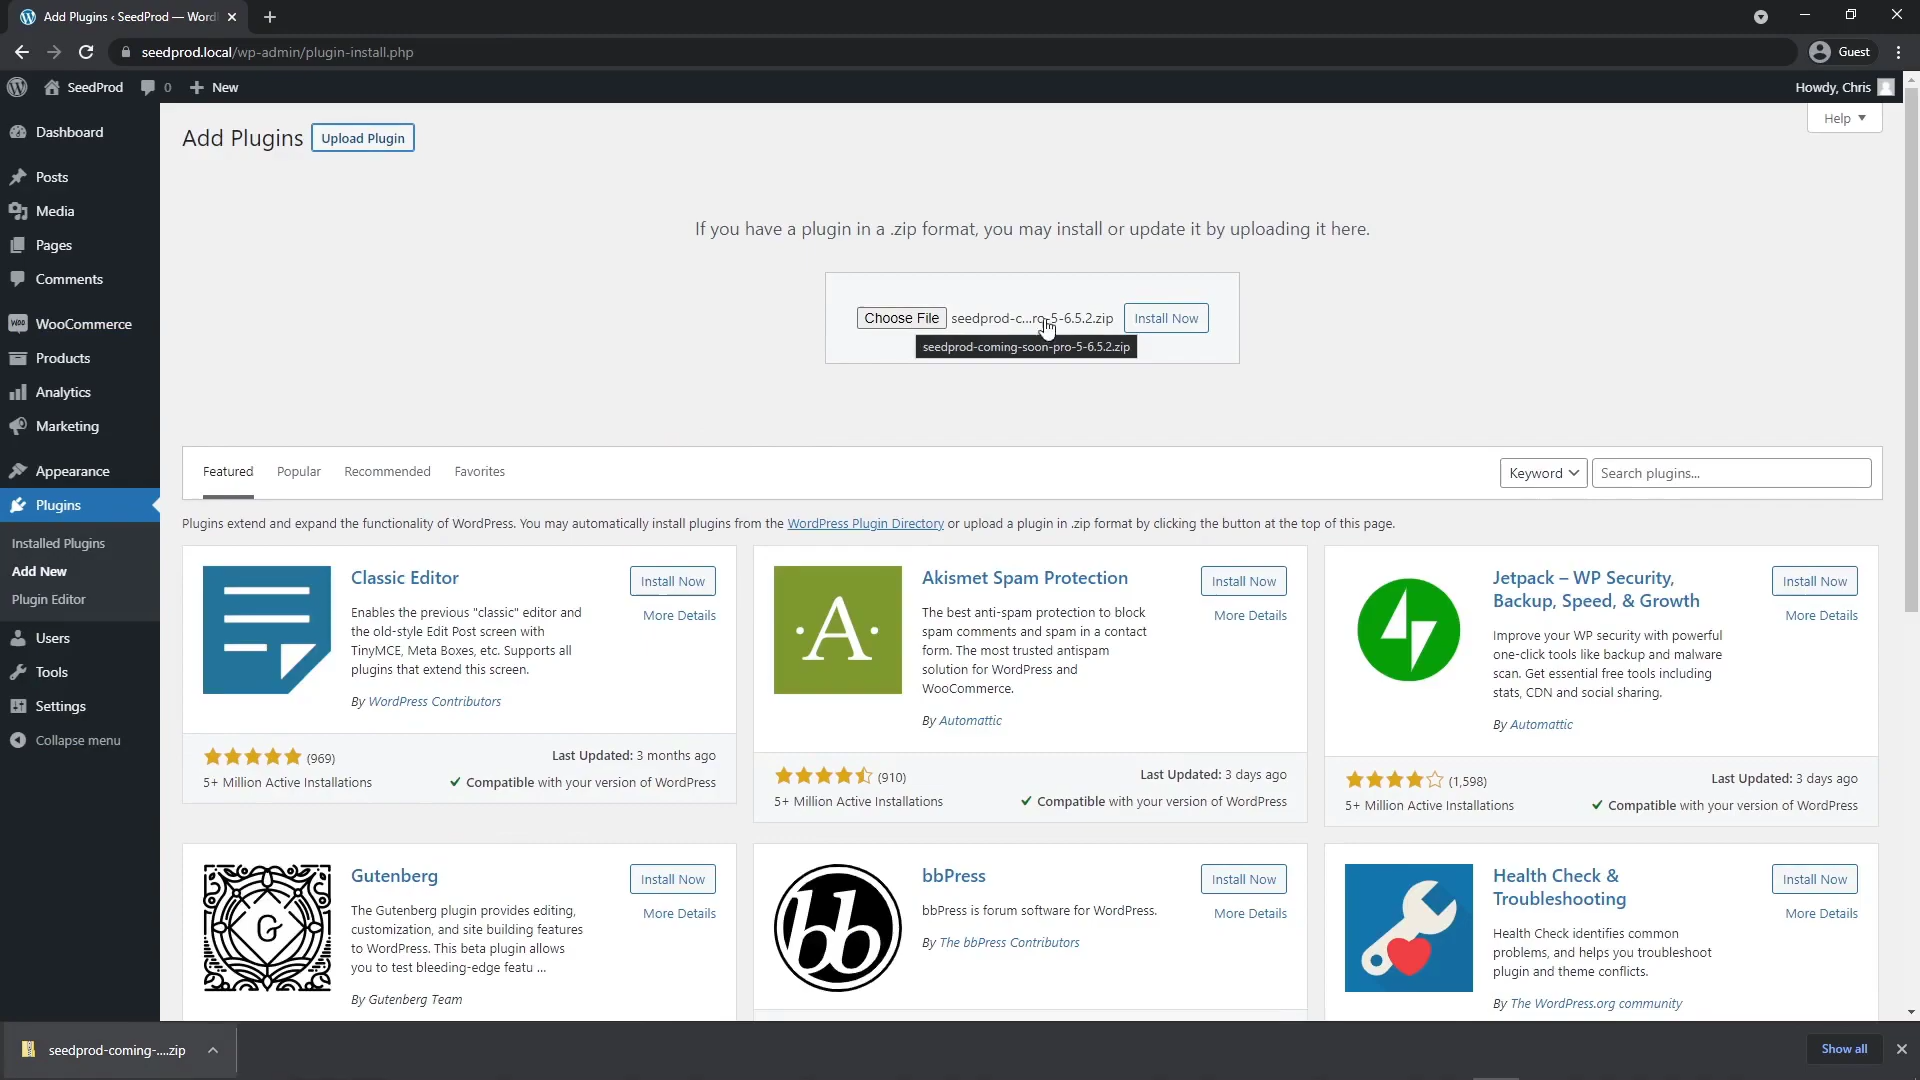 Add Plugins ‹ SeedProd — Word
seedprod.local/wp-admin/plugin-install.php
Guest
SeedProd
0
New
Howdy, Chris
Help
Dashboard
Posts
Media
Pages
Comments
WooCommerce
Products
Analytics
Marketing
Appearance
Plugins
Installed Plugins
Add New
Plugin Editor
Users
Tools
Settings
Collapse menu
Add Plugins
Upload Plugin
If you have a plugin in a .zip format, you may install or update it by uploading it here.
Choose File seedprod-c...ro-5-6.5.2.zip
Install Now
seedprod-coming-soon-pro-5-6.5.2.zip
Featured
Popular
Recommended
Favorites
Keyword
Search plugins...
Plugins extend and expand the functionality of WordPress. You may automatically install plugins from the WordPress Plugin Directory or upload a plugin in .zip format by clicking the button at the top of this page.
Classic Editor
Install Now
More Details
Enables the previous "classic" editor and
the old-style Edit Post screen with
TinyMCE, Meta Boxes, etc. Supports all
plugins that extend this screen.
By WordPress Contributors
(969)
Last Updated: 3 months ago
5+ Million Active Installations
Compatible with your version of WordPress
A
Akismet Spam Protection
Install Now
More Details
The best anti-spam protection to block
spam comments and spam in a contact
form. The most trusted antispam
solution for WordPress and
WooCommerce.
By Automattic
(910)
Last Updated: 3 days ago
5+ Million Active Installations
Compatible with your version of WordPress
Jetpack – WP Security,
Backup, Speed, & Growth
Install Now
More Details
Improve your WP security with powerful
one-click tools like backup and malware
scan. Get essential free tools including
stats, CDN and social sharing.
By Automattic
(1,598)
Last Updated: 3 days ago
5+ Million Active Installations
Compatible with your version of WordPress
G
Gutenberg
Install Now
More Details
The Gutenberg plugin provides editing,
customization, and site building features
to WordPress. This beta plugin allows
you to test bleeding-edge featu ...
By Gutenberg Team
bb
bbPress
Install Now
More Details
bbPress is forum software for WordPress.
By The bbPress Contributors
Health Check &
Troubleshooting
Install Now
More Details
Health Check identifies common
problems, and helps you troubleshoot
plugin and theme conflicts.
By The WordPress.org community
seedprod-coming-....zip
Show all